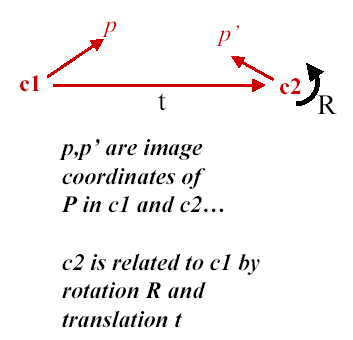 p
p’
c1
c2
t
R
p,p’ are image
coordinates of
P in c1 and c2…
c2 is related to c1 by
rotation R and
translation t